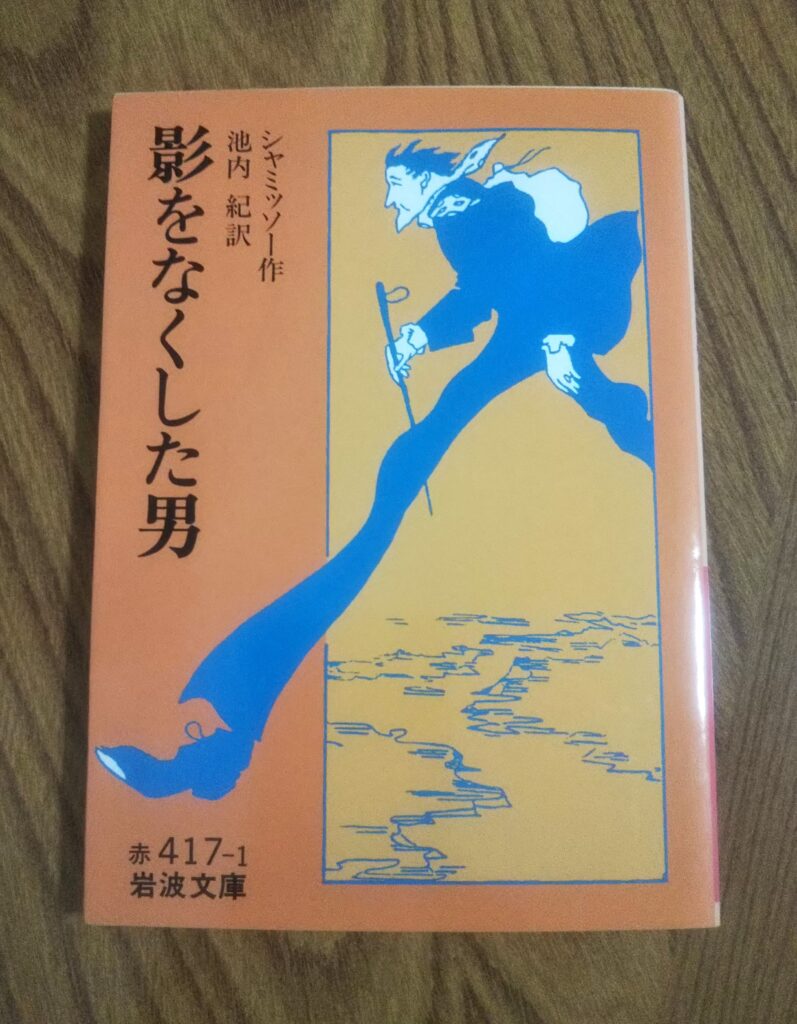 シャミッソー作
池内 紀訳
影をなくした男
赤 417-1
岩波文庫